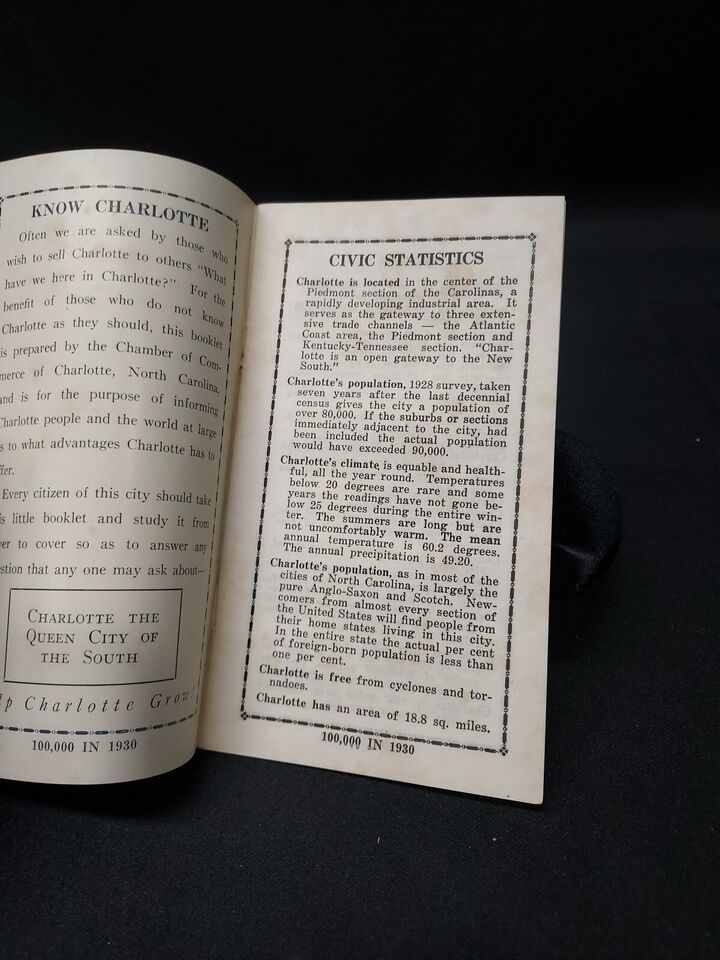 KNOW CHARLOTTE
Often we are asked by those who
wish to sell Charlotte to others "What
have we here in Charlotte?" For the
benefit of those who do not know
Charlotte as they should, this booklet
is prepared by the Chamber of Com-
merce of Charlotte, North Carolina,
and is for the purpose of informing
Charlotte people and the world at large
as to what advantages Charlotte has to
ffer.
Every citizen of this city should take
is little booklet and study it from
er to cover so as to answer any
stion that any one may ask about—
CHARLOTTE THE
QUEEN CITY OF
THE SOUTH
lp Charlotte Grow!
100,000 IN 1930
CIVIC STATISTICS
Charlotte is located in the center of the
Piedmont section of the Carolinas, a
rapidly developing industrial area. It
serves as the gateway to three exten-
sive trade channels — the Atlantic
Coast area, the Piedmont section and
Kentucky-Tennessee section. "Char-
lotte is an open gateway to the New
South."
Charlotte's population, 1928 survey, taken
seven years after the last decennial
census gives the city a population of
over 80,000. If the suburbs or sections
immediately adjacent to the city, had
been included the actual population
would have exceeded 90,000.
Charlotte's climate, is equable and health-
ful, all the year round. Temperatures
below 20 degrees are rare and some
years the readings have not gone be-
low 25 degrees during the entire win-
ter. The summers are long but are
not uncomfortably warm. The mean
annual temperature is 60.2 degrees.
The annual precipitation is 49.20.
Charlotte's population, as in most of the
cities of North Carolina, is largely the
pure Anglo-Saxon and Scotch. New-
comers from almost every section of
the United States will find people from
their home states living in this city.
In the entire state the actual per cent
of foreign-born population is less than
one per cent.
Charlotte is free from cyclones and tor-
nadoes.
Charlotte has an area of 18.8 sq. miles.
100,000 IN 1930